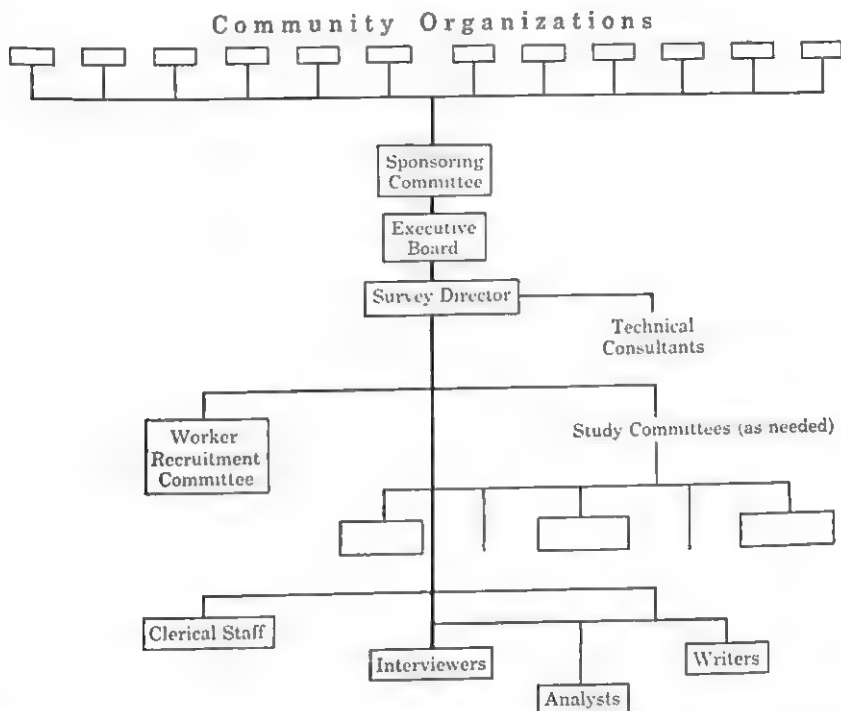 Community Organizations
Sponsoring
Committee
Executive
Board
Survey Director
Technical
Consultants
Worker
Recruitment
Committee
Study Committees (as needed)
Clerical Staff
Interviewers
Writers
Analysts